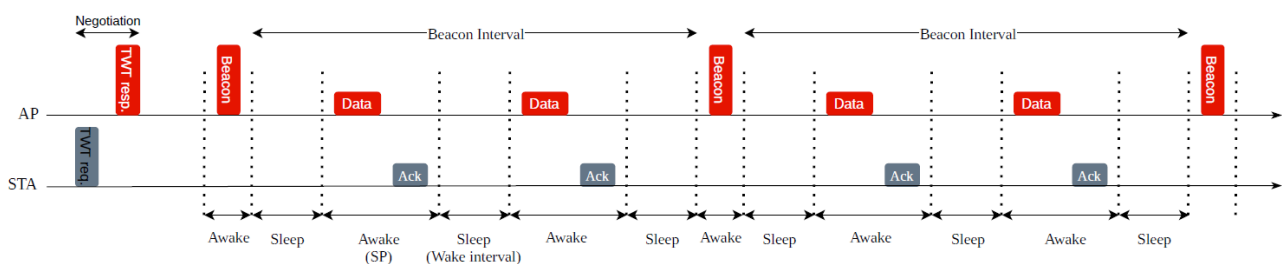 Negotiation
Beacon Interval
Beacon Interval
TWT resp.
Beacon
Beacon
Beacon
Data
Data
Data
Data
AP
TWT req.
STA
Ack
Ack
Ack
Ack
Awake
Sleep
Awake
(SP)
Sleep
(Wake interval)
Awake
Sleep
Awake
Sleep
Awake
Sleep
Awake
Sleep